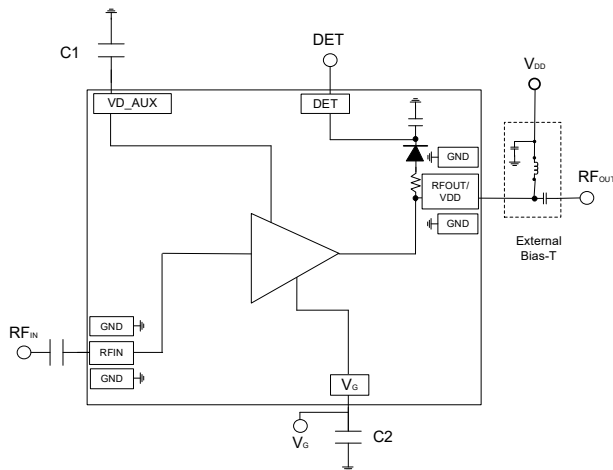 C1
DET
VD_AUX
DET
VDD
GND
RFOUT/
VDD
GND
RFOUT
External
Bias-T
GND
RFIN
RFIN
GND
VG
VG
C2